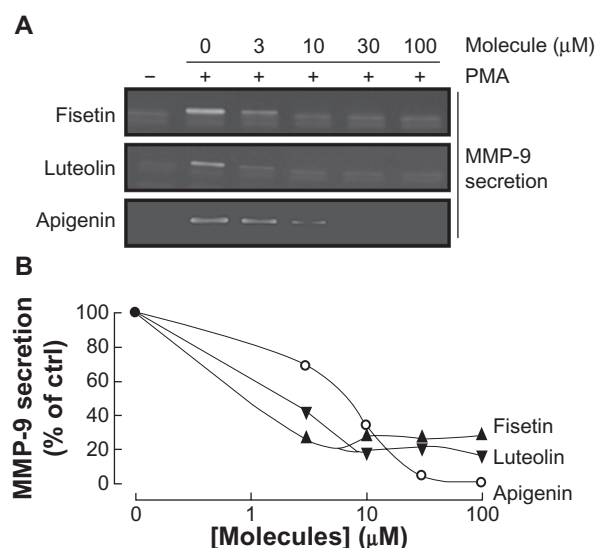 A
0 3 10 30 100 Molecule (μM)
– + + + + + PMA
Fisetin
Luteolin
Apigenin
MMP-9
secretion
B
MMP-9 secretion
(% of ctrl)
100
80
60
40
20
0
Fisetin
Luteolin
Apigenin
0 1 10 100
[Molecules] (μM)